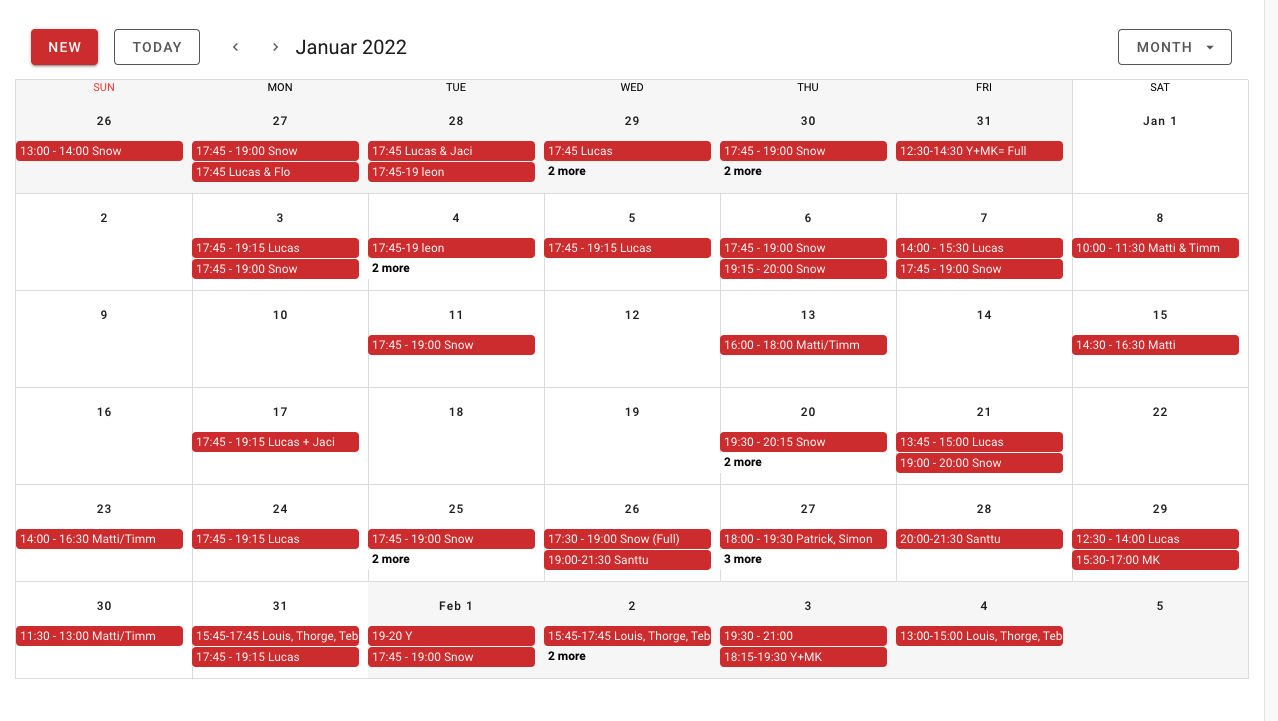 NEW TODAY Januar 2022 MONTH
SUN MON TUE WED THU FRI SAT
26 27 28 29 30 31 Jan 1
13:00 - 14:00 Snow 17:45 - 19:00 Snow 17:45 Lucas & Jaci 17:45 Lucas 17:45 - 19:00 Snow 12:30-14:30 Y+MK= Full
17:45 Lucas & Flo 17:45-19 leon 2 more 2 more
2 3 4 5 6 7 8
17:45 - 19:15 Lucas 17:45-19 leon 17:45 - 19:15 Lucas 17:45 - 19:00 Snow 14:00 - 15:30 Lucas 10:00 - 11:30 Matti & Timm
17:45 - 19:00 Snow 2 more 19:15 - 20:00 Snow 17:45 - 19:00 Snow
9 10 11 12 13 14 15
17:45 - 19:00 Snow 16:00 - 18:00 Matti/Timm 14:30 - 16:30 Matti
16 17 18 19 20 21 22
17:45 - 19:15 Lucas + Jaci 19:30 - 20:15 Snow 13:45 - 15:00 Lucas
2 more 19:00 - 20:00 Snow
23 24 25 26 27 28 29
14:00 - 16:30 Matti/Timm 17:45 - 19:15 Lucas 17:45 - 19:00 Snow 17:30 - 19:00 Snow (Full) 18:00 - 19:30 Patrick, Simon 20:00-21:30 Santtu 12:30 - 14:00 Lucas
2 more 19:00-21:30 Santtu 3 more 15:30-17:00 MK
30 31 Feb 1 2 3 4 5
11:30 - 13:00 Matti/Timm 15:45-17:45 Louis, Thorge, Teb 19-20 Y 15:45-17:45 Louis, Thorge, Teb 19:30 - 21:00 13:00-15:00 Louis, Thorge, Teb
17:45 - 19:15 Lucas 17:45 - 19:00 Snow 2 more 18:15-19:30 Y+MK